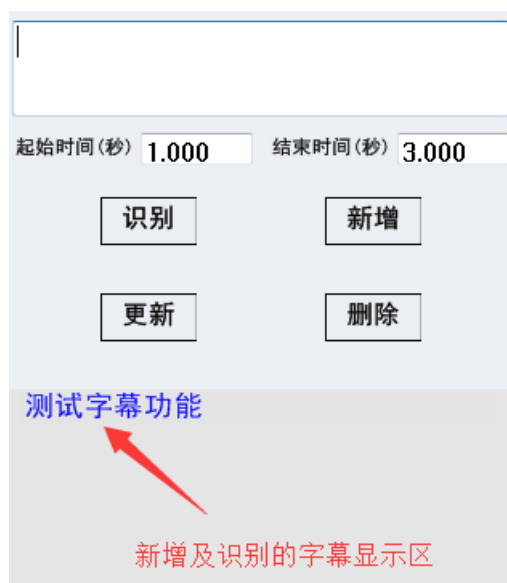 起始时间(秒) 1.000 结束时间(秒) 3.000
识别 新增
更新 删除
测试字幕功能
新增及识别的字幕显示区